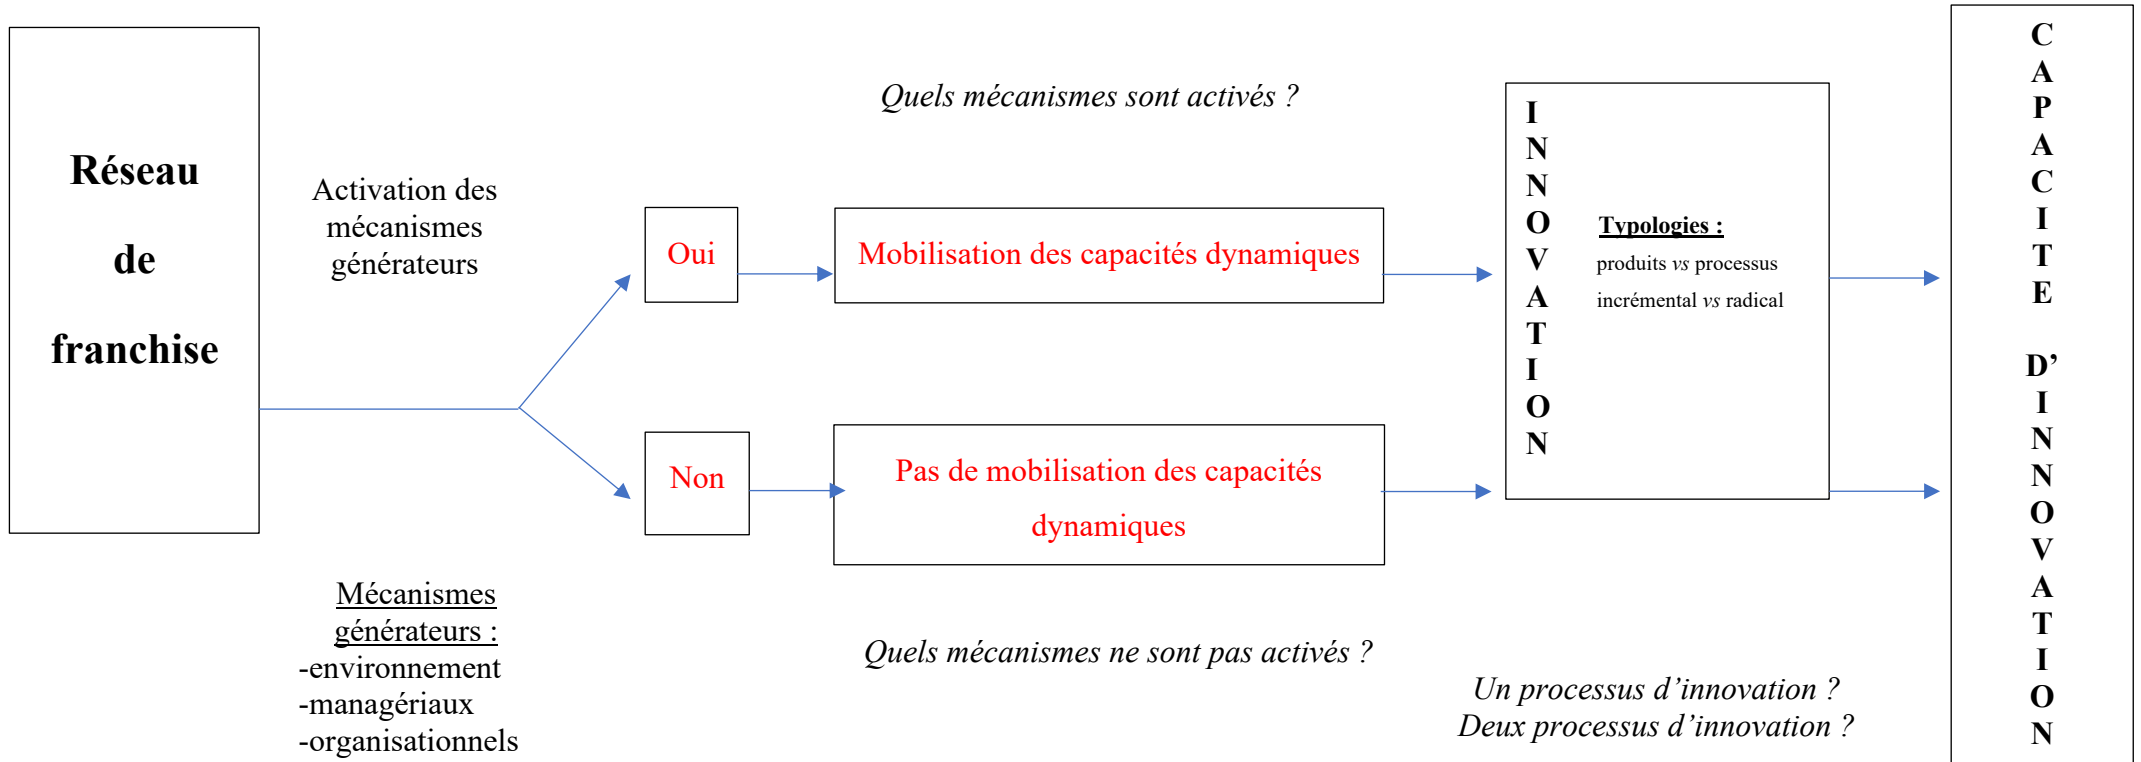 Réseau
de
franchise
Activation des
mécanismes
générateurs
Mécanismes
générateurs :
-environnement
-managériaux
-organisationnels
Quels mécanismes sont activés ?
Oui
Mobilisation des capacités dynamiques
Non
Pas de mobilisation des capacités
dynamiques
Quels mécanismes ne sont pas activés ?
I
N
N
O
V
A
T
I
O
N
Typologies :
produits vs processus
incrémental vs radical
Un processus d’innovation ?
Deux processus d’innovation ?
C
A
P
A
C
I
T
E
D’
I
N
N
O
V
A
T
I
O
N